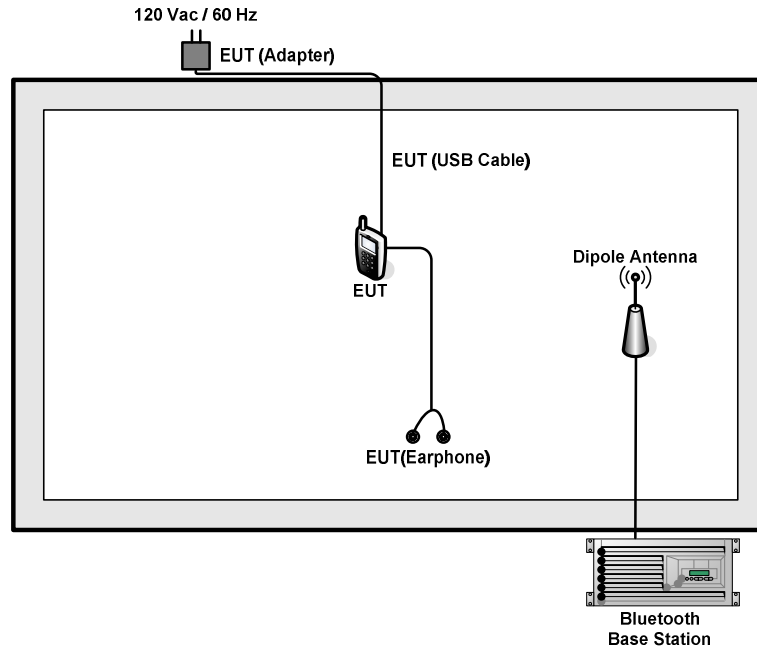 120 Vac / 60 Hz
EUT (Adapter)
EUT (USB Cable)
Dipole Antenna
EUT
EUT(Earphone)
Bluetooth
Base Station